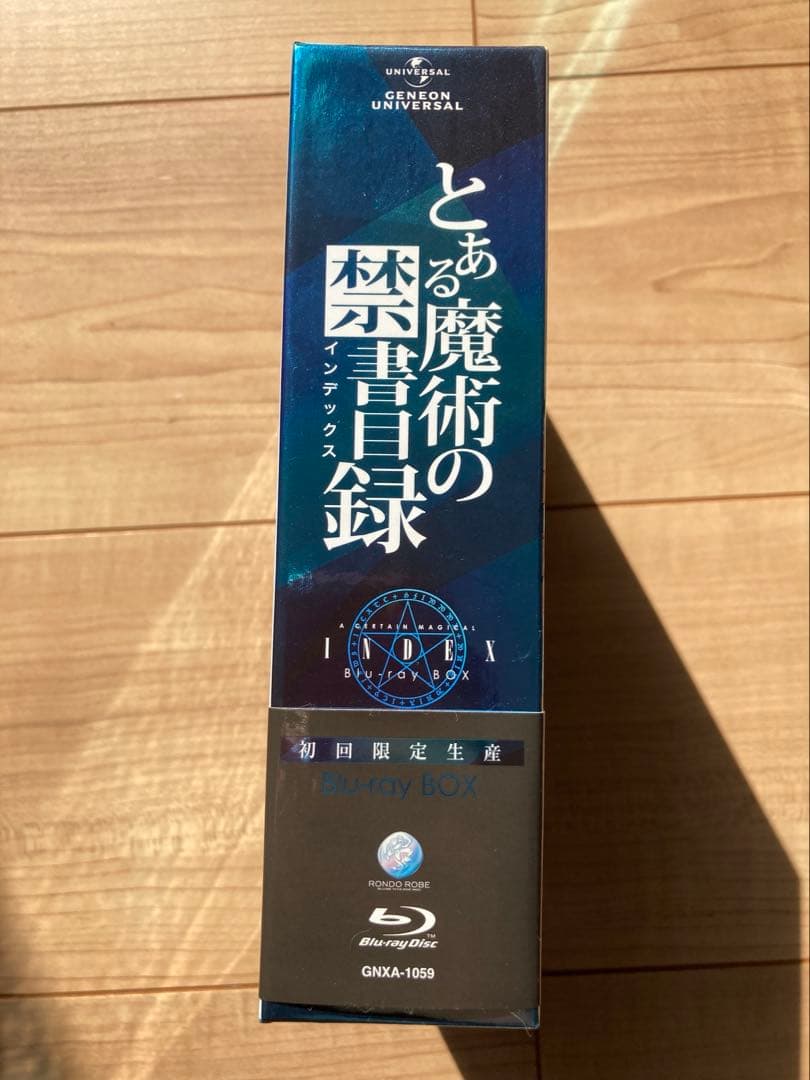 UNIVERSAL
GENEON
UNIVERSAL
とある魔術の
禁書目録
インデックス
A CERTAIN MAGICAL
INDEX
Blu-ray BOX
初回限定生産
Blu-ray BOX
RONDO ROBE
Blu-ray Disc
TM
GNXA-1059